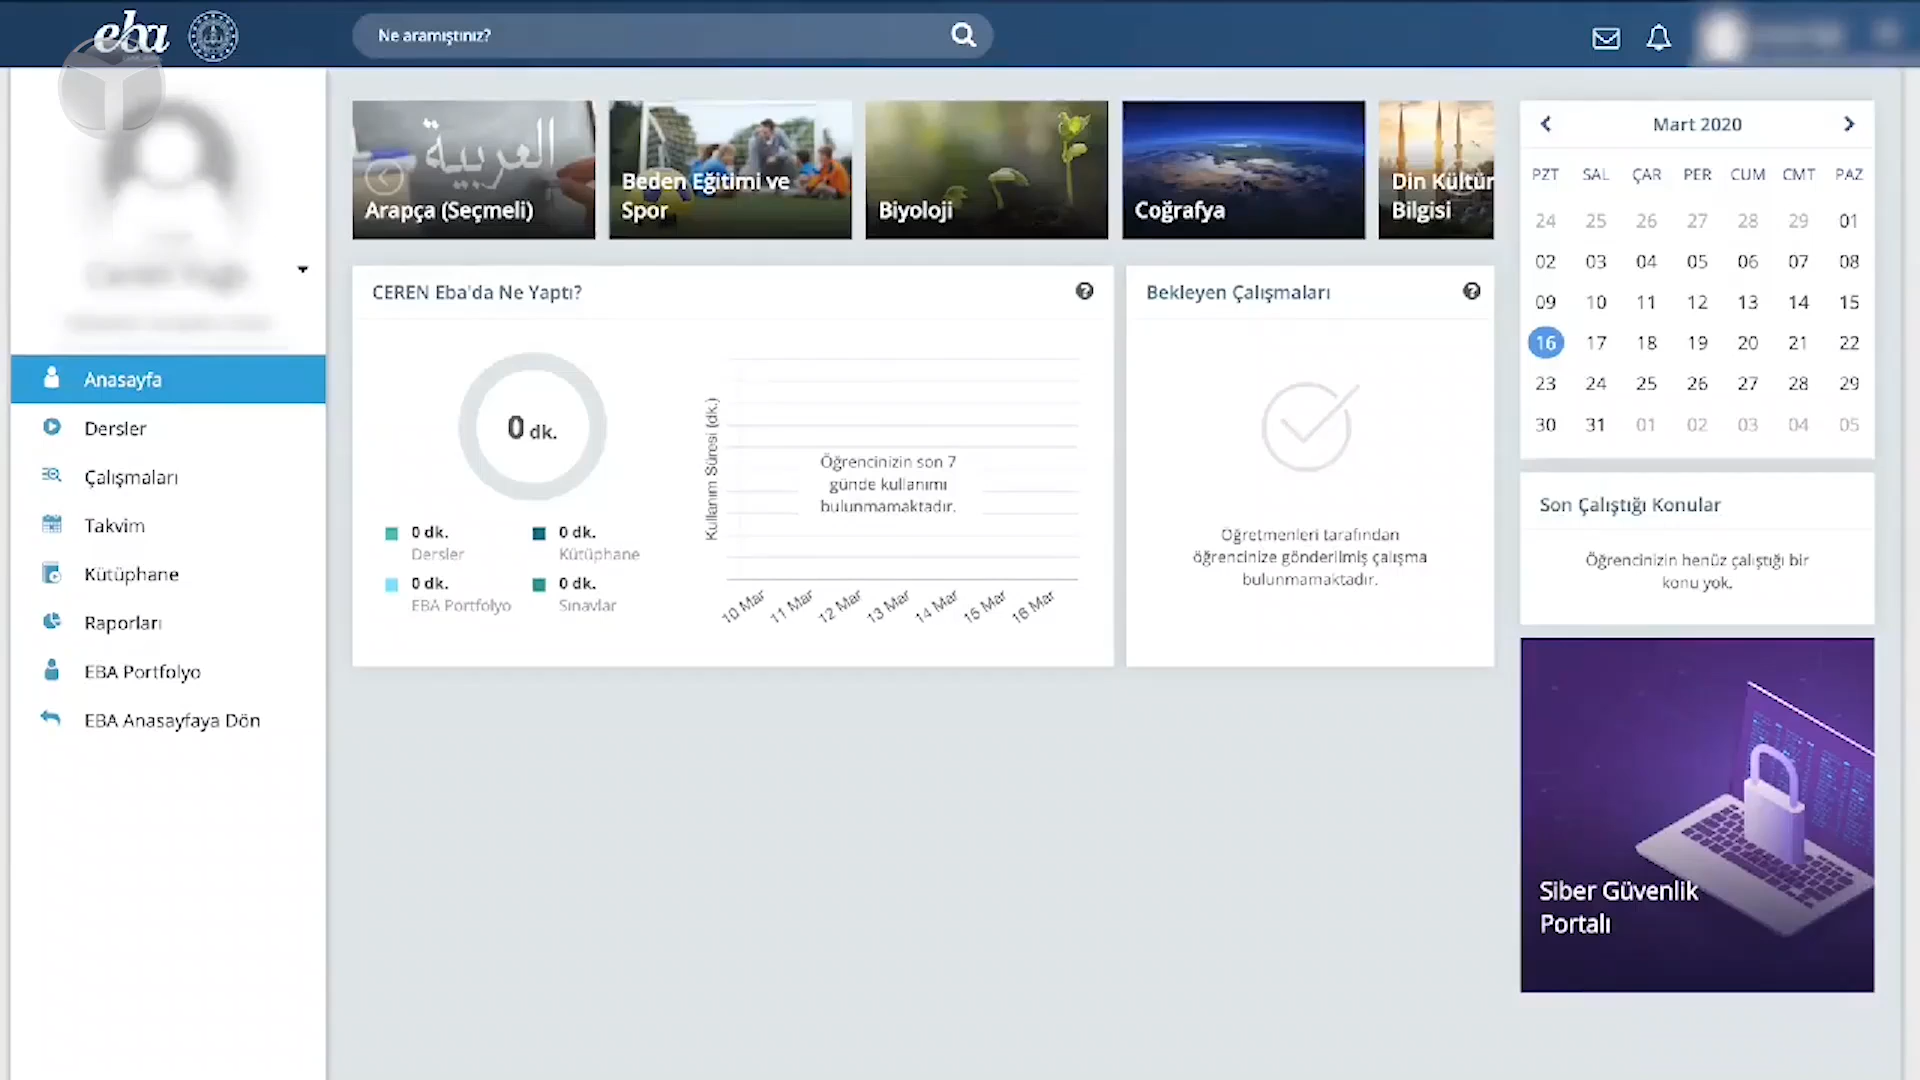 eba
Ne aramıştınız?
Anasayfa
Dersler
Çalışmaları
Takvim
Kütüphane
Raporları
EBA Portfolyo
EBA Anasayfaya Dön
العربية
Arapça (Seçmeli)
Beden Eğitimi ve
Spor
Biyoloji
Coğrafya
Din Kültür
Bilgisi
CEREN Eba'da Ne Yaptı?
0 dk.
0 dk.
Dersler
0 dk.
Kütüphane
0 dk.
EBA Portfolyo
0 dk.
Sınavlar
Kullanım Süresi (dk.)
Öğrencinizin son 7
günde kullanımı
bulunmamaktadır.
10 Mar 11 Mar 12 Mar 13 Mar 14 Mar 15 Mar 16 Mar
Bekleyen Çalışmaları
Öğretmenleri tarafından
öğrencinize gönderilmiş çalışma
bulunmamaktadır.
Mart 2020
PZT SAL ÇAR PER CUM CMT PAZ
24 25 26 27 28 29 01
02 03 04 05 06 07 08
09 10 11 12 13 14 15
16 17 18 19 20 21 22
23 24 25 26 27 28 29
30 31 01 02 03 04 05
Son Çalıştığı Konular
Öğrencinizin henüz çalıştığı bir
konu yok.
Siber Güvenlik
Portalı